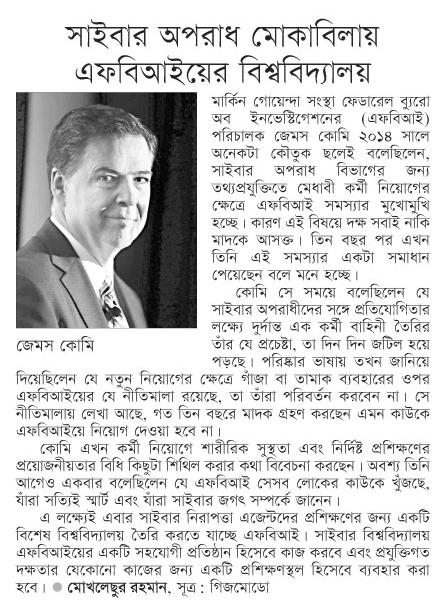 সাইবার অপরাধ মোকাবিলায়
এফবিআইয়ের বিশ্ববিদ্যালয়
মার্কিন গোয়েন্দা সংস্থা ফেডারেল ব্যুরো
অব ইনভেস্টিগেশনের (এফবিআই)
পরিচালক জেমস কোমি ২০১৪ সালে
অনেকটা কৌতুক ছলেই বলেছিলেন,
সাইবার অপরাধ বিভাগের জন্য
তথ্যপ্রযুক্তিতে মেধাবী কর্মী নিয়োগের
ক্ষেত্রে এফবিআই সমস্যার মুখোমুখি
হচ্ছে। কারণ এই বিষয়ে দক্ষ সবাই নাকি
মাদকে আসক্ত। তিন বছর পর এখন
তিনি এই সমস্যার একটা সমাধান
পেয়েছেন বলে মনে হচ্ছে।
কোমি সে সময়ে বলেছিলেন যে
সাইবার অপরাধীদের সঙ্গে প্রতিযোগিতার
লক্ষ্যে দুর্দান্ত এক কর্মী বাহিনী তৈরির
তাঁর যে প্রচেষ্টা, তা দিন দিন জটিল হয়ে
পড়ছে। পরিষ্কার ভাষায় তখন জানিয়ে
জেমস কোমি
দিয়েছিলেন যে নতুন নিয়োগের ক্ষেত্রে গাঁজা বা তামাক ব্যবহারের ওপর
এফবিআইয়ের যে নীতিমালা রয়েছে, তা তাঁরা পরিবর্তন করবেন না। সে
নীতিমালায় লেখা আছে, গত তিন বছরে মাদক গ্রহণ করছেন এমন কাউকে
এফবিআইয়ে নিয়োগ দেওয়া হবে না।
কোমি এখন কর্মী নিয়োগে শারীরিক সুস্থতা এবং নির্দিষ্ট প্রশিক্ষণের
প্রয়োজনীয়তার বিধি কিছুটা শিথিল করার কথা বিবেচনা করছেন। অবশ্য তিনি
আগেও একবার বলেছিলেন যে এফবিআই সেসব লোকের কাউকে খুঁজছে,
যাঁরা সত্যিই স্মার্ট এবং যাঁরা সাইবার জগৎ সম্পর্কে জানেন।
এ লক্ষ্যেই এবার সাইবার নিরাপত্তা এজেন্টদের প্রশিক্ষণের জন্য একটি
বিশেষ বিশ্ববিদ্যালয় তৈরি করতে যাচ্ছে এফবিআই। সাইবার বিশ্ববিদ্যালয়
এফবিআইয়ের একটি সহযোগী প্রতিষ্ঠান হিসেবে কাজ করবে এবং প্রযুক্তিগত
দক্ষতার যেকোনো কাজের জন্য একটি প্রশিক্ষণস্থল হিসেবে ব্যবহার করা
হবে। ● মোখলেছুর রহমান, সূত্র : গিজমোডো